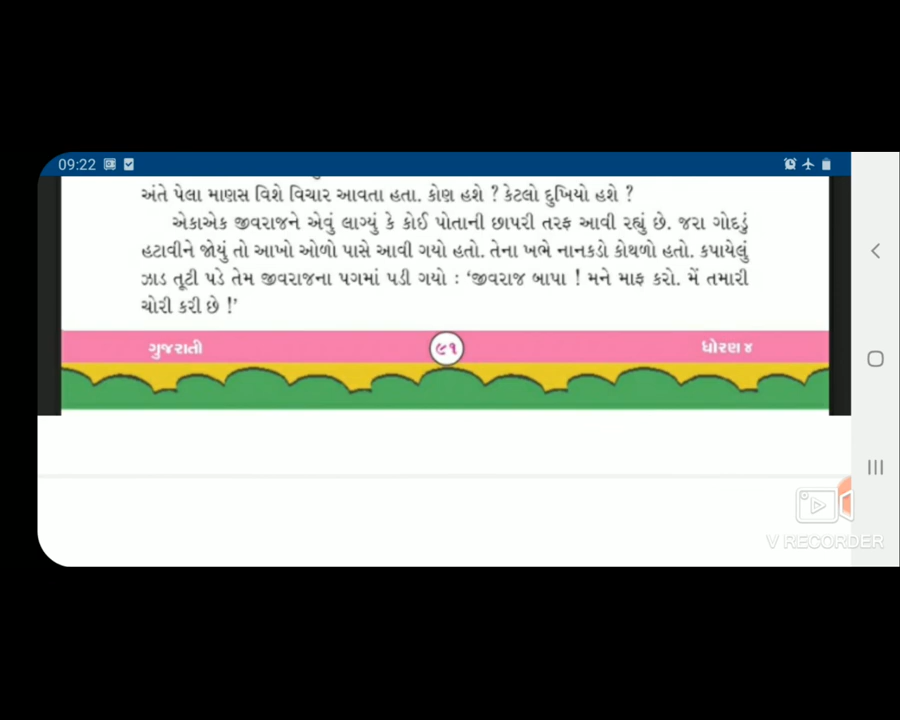 09:22
અંતે પેલા માણસ વિશે વિચાર આવતા હતા. કોણ હશે ? કેટલો દુખિયો હશે ?
એકાએક જીવરાજને એવું લાગ્યું કે કોઈ પોતાની છાપરી તરફ આવી રહ્યું છે. જરા ગોદડું
હટાવીને જોયું તો આખો ઓળો પાસે આવી ગયો હતો. તેના ખભે નાનકડો કોથળો હતો. કપાયેલું
ઝાડ તૂટી પડે તેમ જીવરાજના પગમાં પડી ગયો : ‘જીવરાજ બાપા ! મને માફ કરો. મેં તમારી
ચોરી કરી છે !’
ગુજરાતી
૯૧
ધોરણ ૪
V RECORDER